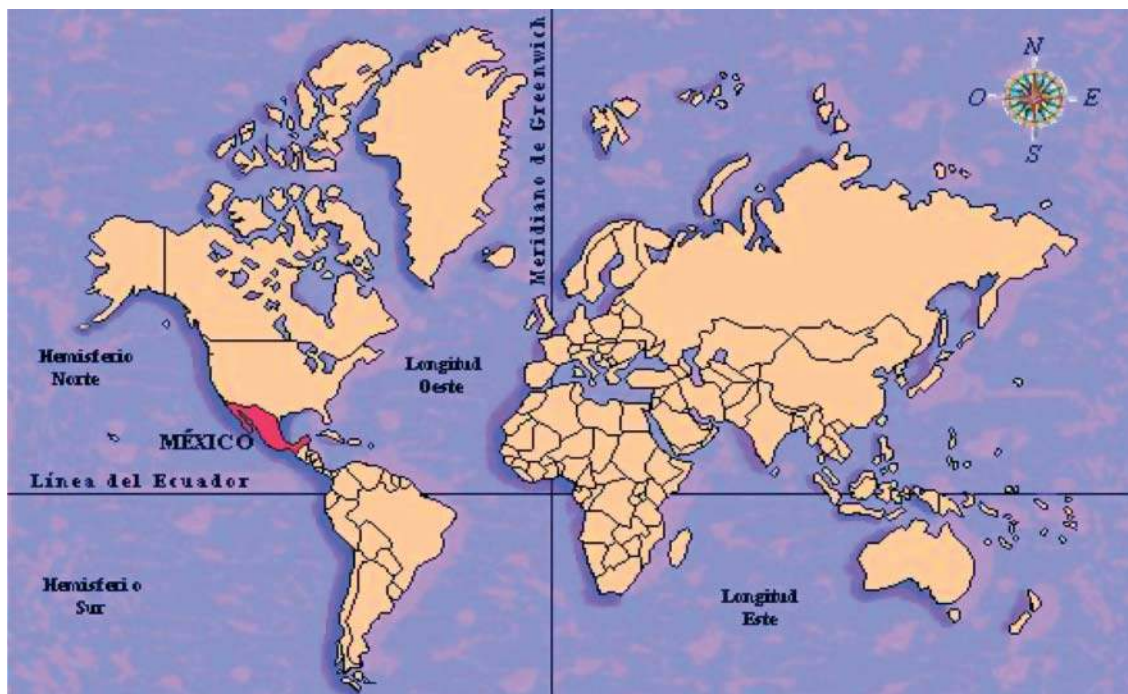 Meridiano de Greenwich
N
O
E
S
Hemisferio
Norte
Longitud
Oeste
MÉXICO
Línea del Ecuador
Hemisferio
Sur
Longitud
Este